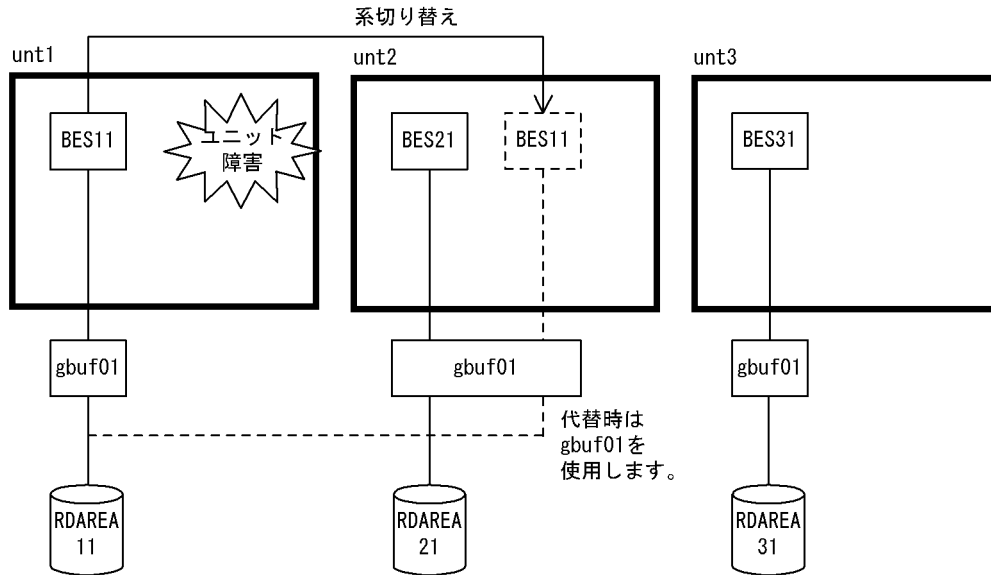 系切り替え
unt1
unt2
unt3
BES11
ユニット
障害
BES21
BES11
BES31
gbuf01
gbuf01
gbuf01
代替時は
gbuf01を
使用します。
RDAREA
11
RDAREA
21
RDAREA
31